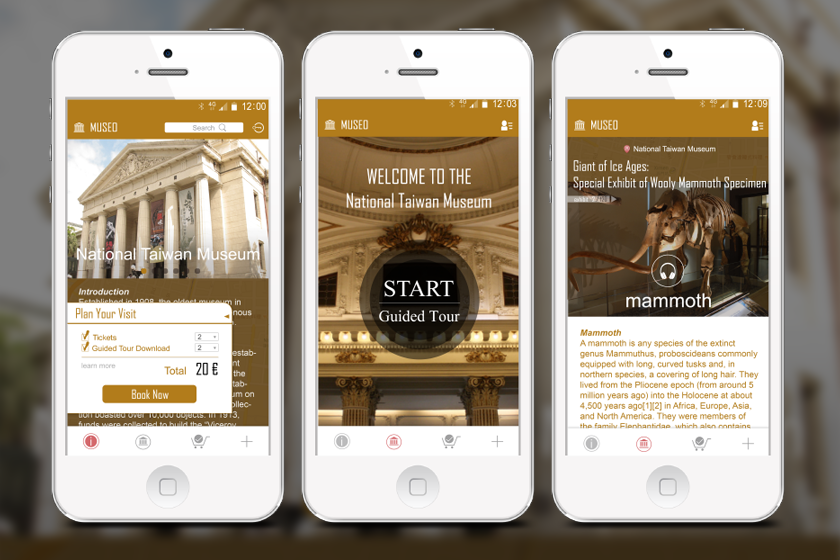 4G 12:00
MUSEO
Search
National Taiwan Museum
Introduction
Established in 1908, the oldest museum in
Plan Your Visit
Tickets 2
Guided Tour Download 2
learn more
Total 20 €
Book Now
tion boasted over 10,000 objects. In 1913,
funds were collected to build the "Viceroy
4G 12:03
MUSEO
WELCOME TO THE
National Taiwan Museum
START
Guided Tour
4G 12:09
MUSEO
National Taiwan Museum
Giant of Ice Ages:
Special Exhibit of Wooly Mammoth Specimen
mammoth
Mammoth
A mammoth is any species of the extinct
genus Mammuthus, proboscideans commonly
equipped with long, curved tusks and, in
northern species, a covering of long hair. They
lived from the Pliocene epoch (from around 5
million years ago) into the Holocene at about
4,500 years ago[1][2] in Africa, Europe, Asia,
and North America. They were members of
the family Elephantidae, which also contains